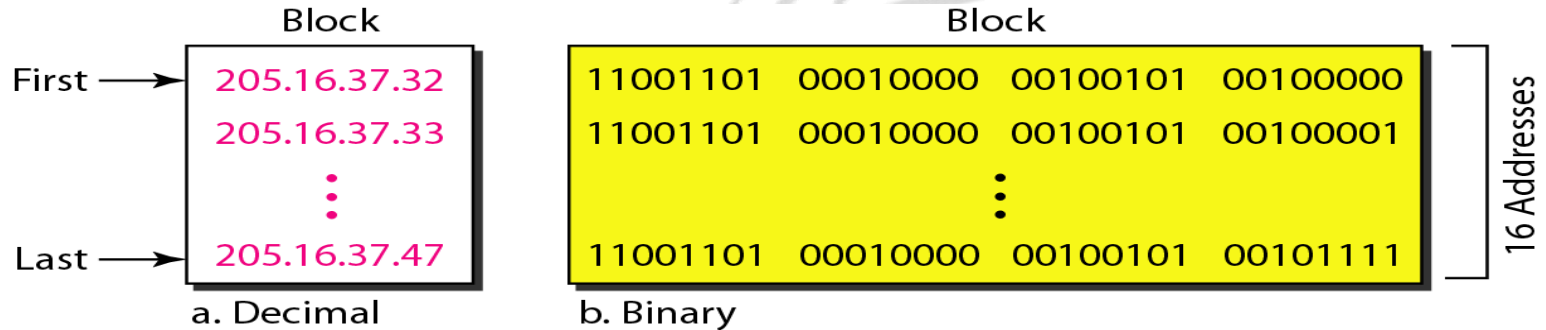 Block Block
First 205.16.37.32 11001101 00010000 00100101 00100000
205.16.37.33 11001101 00010000 00100101 00100001
Last 205.16.37.47 11001101 00010000 00100101 00101111
16 Addresses
a. Decimal b. Binary